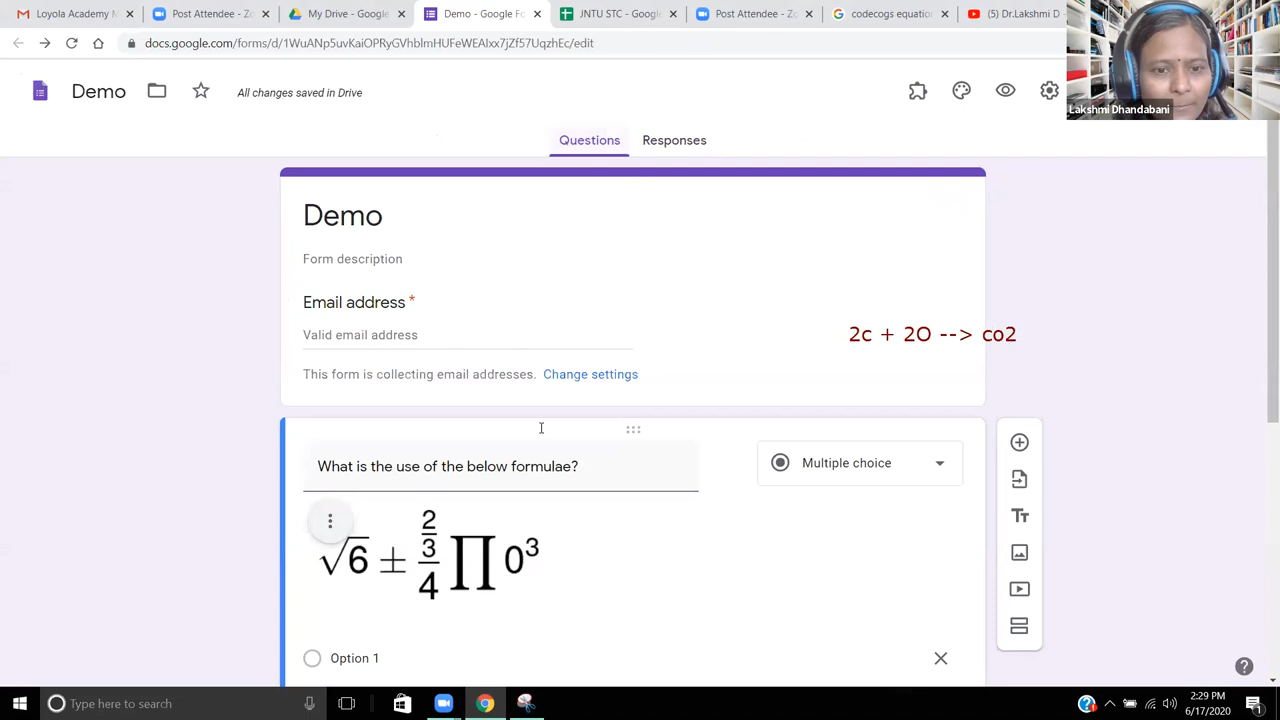 Loyola Academy M
Post Attendee - Zo
My Drive - Google
Demo - Google Fo
JNTU STC - Google
Post Attendee - Zo
codecogs equation
(5) Dr.Lakshmi D
docs.google.com/forms/d/1WuANp5uvKaiOPRyGVhblmHUFeWEAIxx7jZf57UqzhEc/edit
Demo
All changes saved in Drive
Lakshmi Dhandabani
Questions
Responses
Demo
Form description
Email address *
Valid email address
2c + 2O --> co2
This form is collecting email addresses. Change settings
What is the use of the below formulae?
Multiple choice
√6 ± 2/3/4 ∏ 0³
Option 1
Type here to search
2:29 PM
6/17/2020